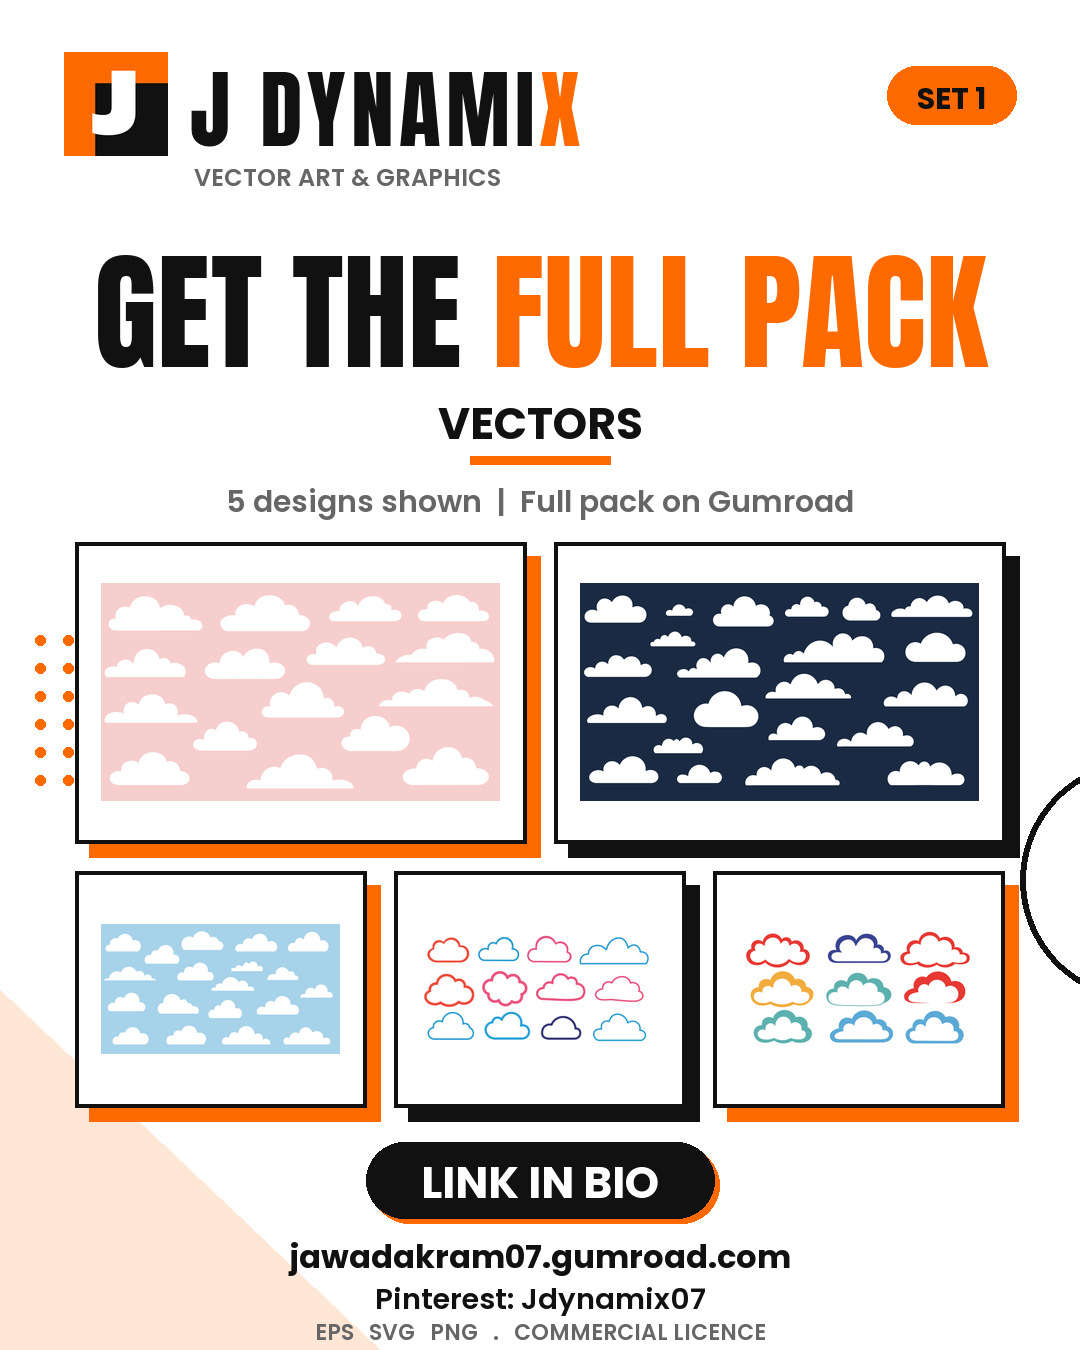 J
J DYNAMIX
SET 1
VECTOR ART & GRAPHICS
GET THE FULL PACK
VECTORS
5 designs shown | Full pack on Gumroad
LINK IN BIO
jawadakram07.gumroad.com
Pinterest: Jdynamix07
EPS SVG PNG . COMMERCIAL LICENCE